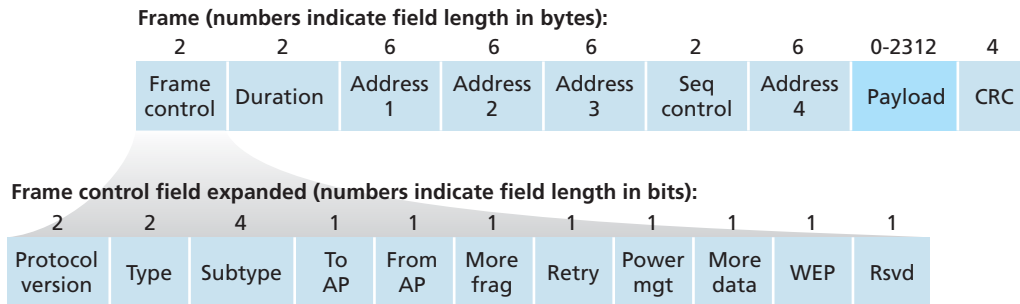 Frame (numbers indicate field length in bytes):
2 2 6 6 6 2 6 0-2312 4
Frame control Duration Address 1 Address 2 Address 3 Seq control Address 4 Payload CRC
Frame control field expanded (numbers indicate field length in bits):
2 2 4 1 1 1 1 1 1 1 1
Protocol version Type Subtype To AP From AP More frag Retry Power mgt More data WEP Rsvd